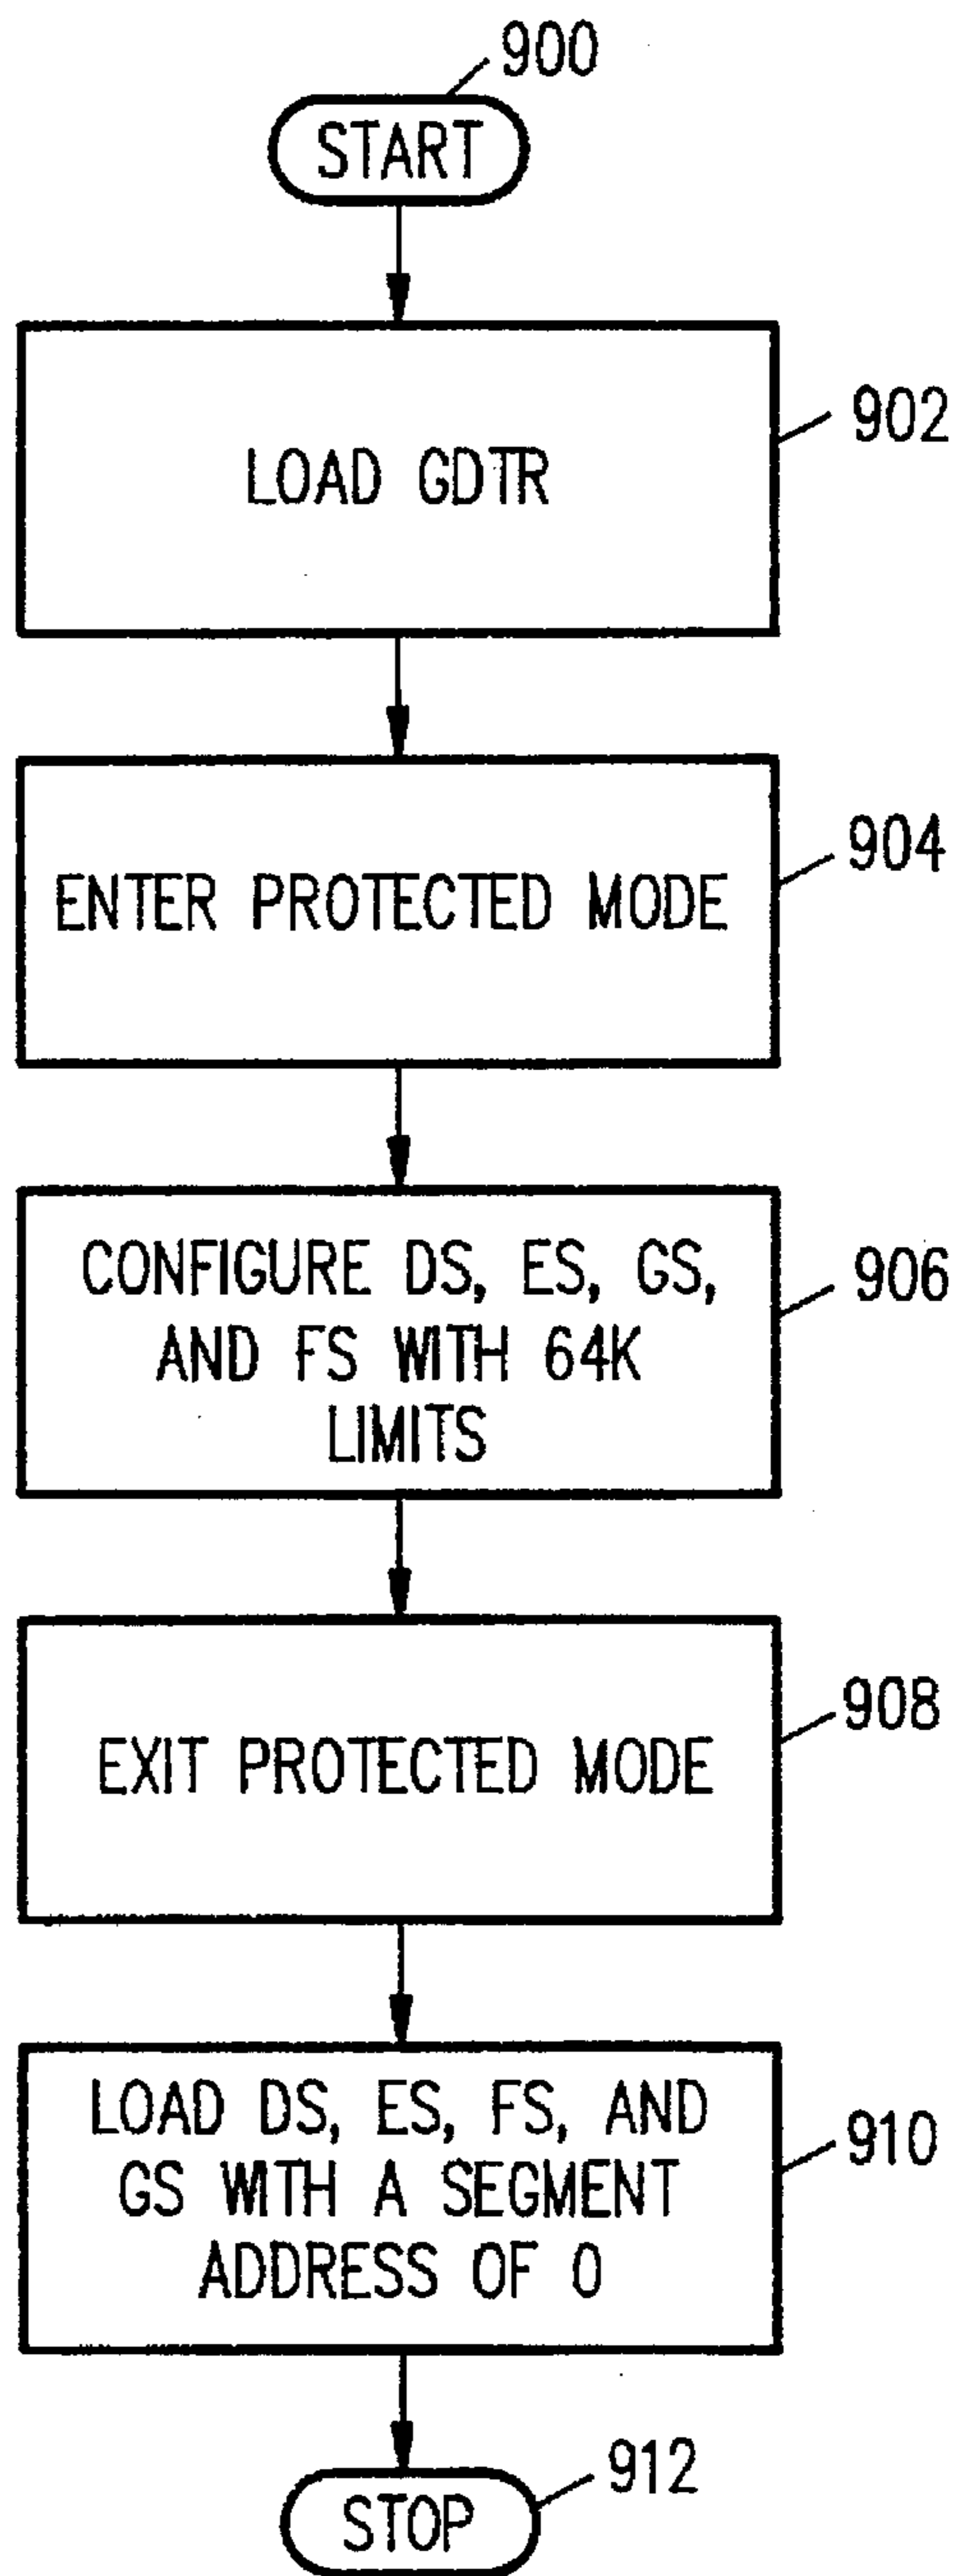 900
START
902
LOAD GDTR
904
ENTER PROTECTED MODE
CONFIGURE DS, ES, GS,
906
AND FS WITH 64K
LIMITS
908
EXIT PROTECTED MODE
LOAD DS, ES, FS, AND
910
GS WITH A SEGMENT
ADDRESS OF 0
912
STOP